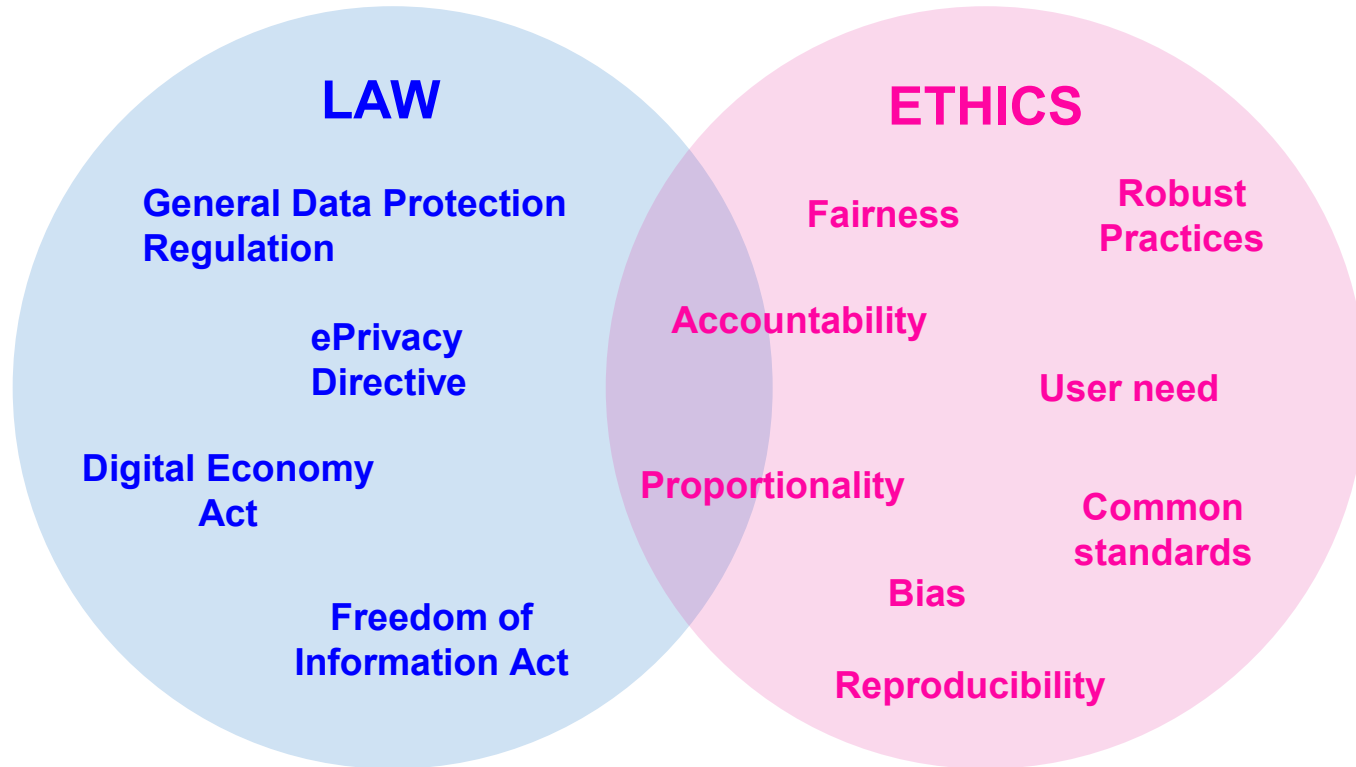 LAW
General Data Protection
Regulation
ePrivacy
Directive
Digital Economy
Act
Freedom of
Information Act
ETHICS
Fairness
Robust
Practices
Accountability
User need
Proportionality
Common
standards
Bias
Reproducibility